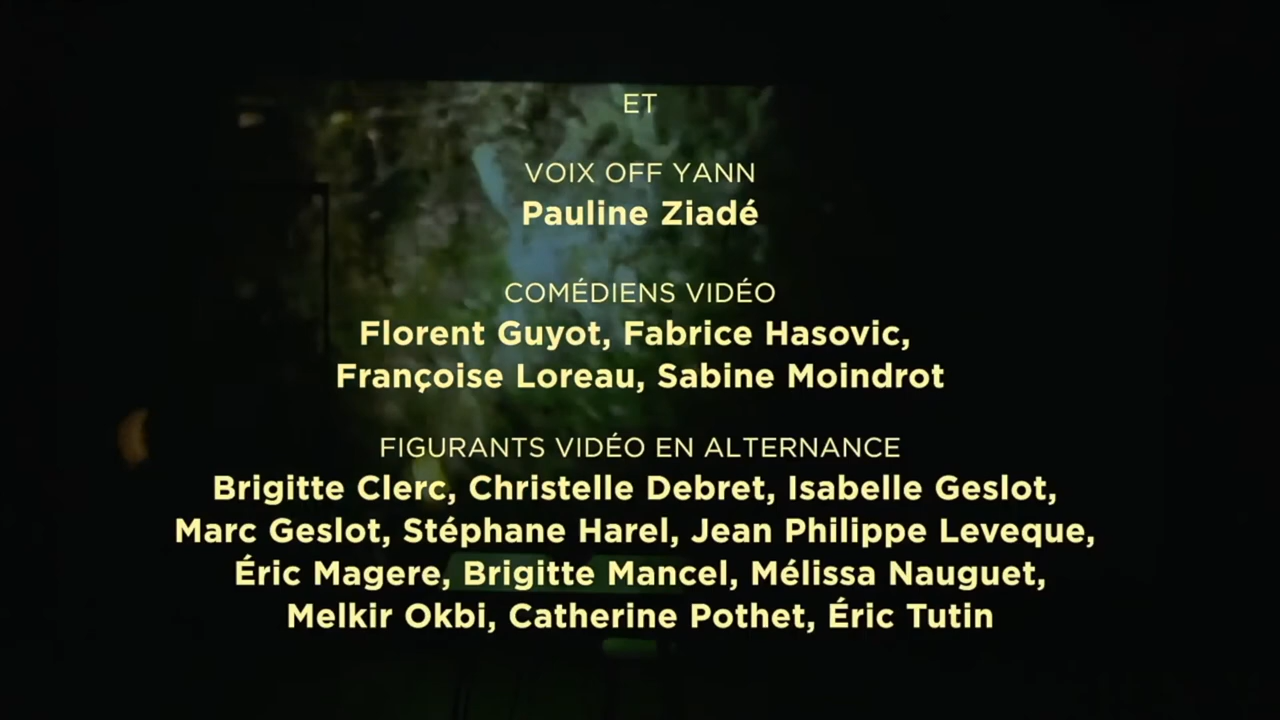 ET
VOIX OFF YANN
Pauline Ziadé
COMÉDIENS VIDÉO
Florent Guyot, Fabrice Hasovic,
Françoise Loreau, Sabine Moindrot
FIGURANTS VIDÉO EN ALTERNANCE
Brigitte Clerc, Christelle Debret, Isabelle Geslot,
Marc Geslot, Stéphane Harel, Jean Philippe Leveque,
Éric Magere, Brigitte Mancel, Mélissa Nauguet,
Melkir Okbi, Catherine Pothet, Éric Tutin